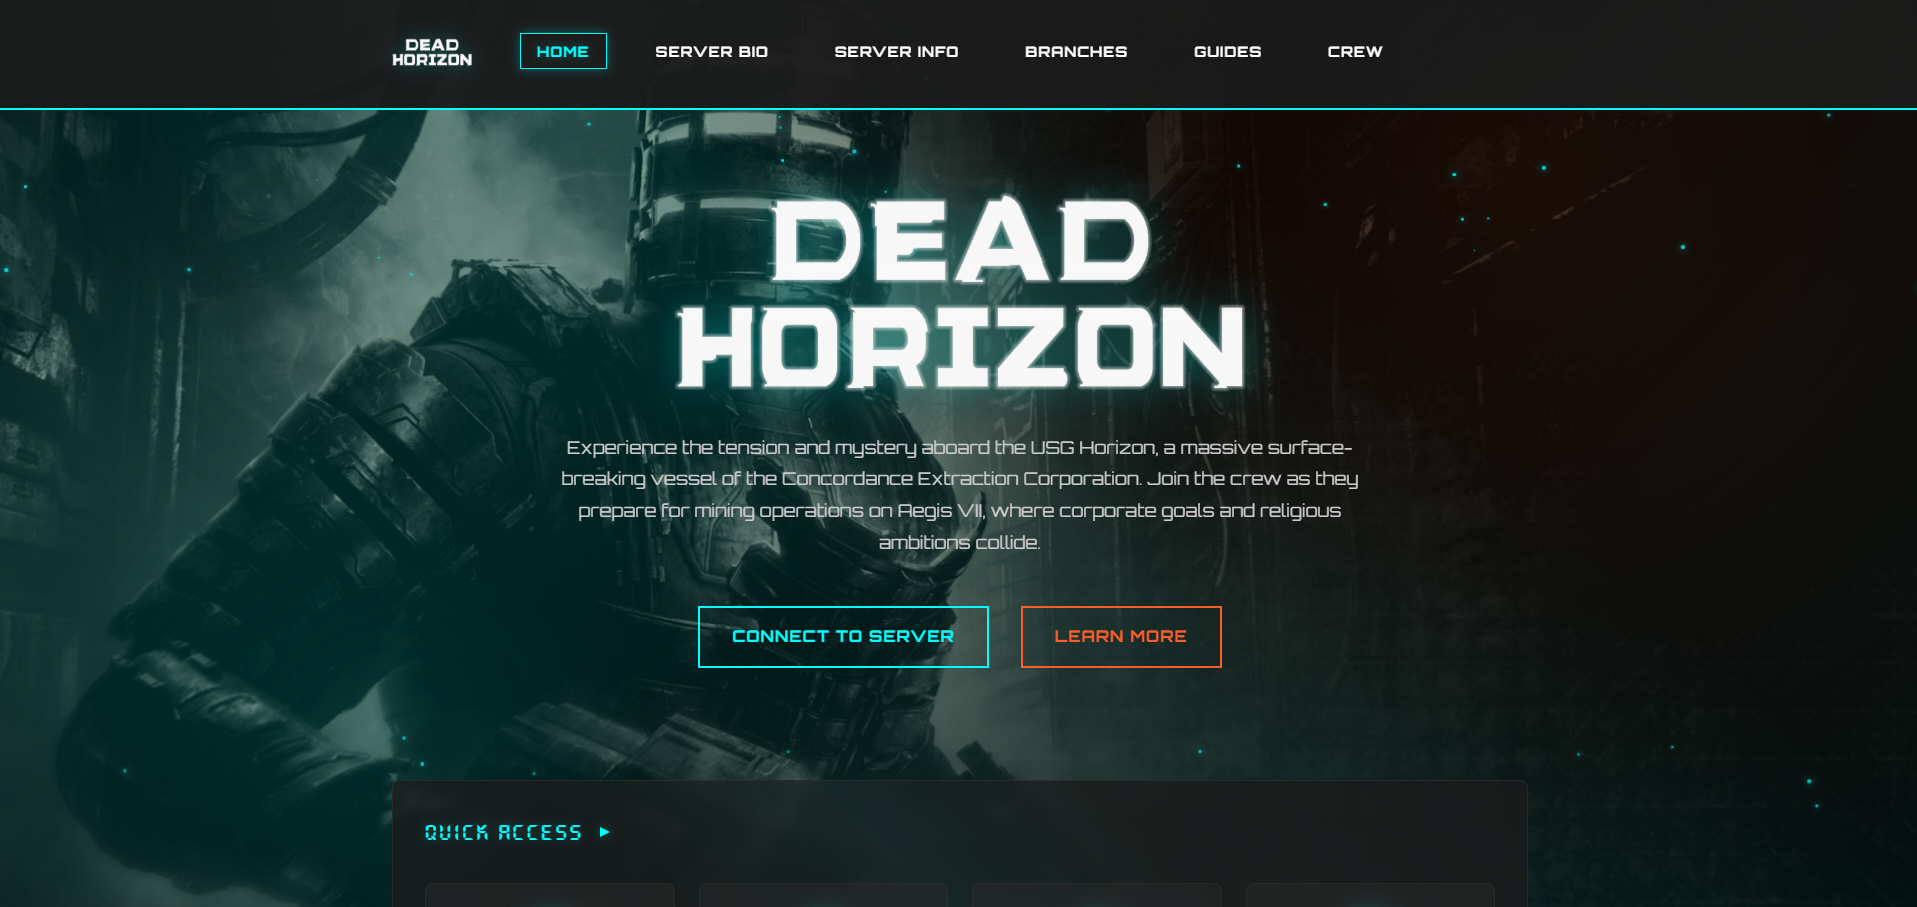 DEAD
HORIZON
HOME
SERVER BIO
SERVER INFO
BRANCHES
GUIDES
CREW
DEAD
HORIZON
Experience the tension and mystery aboard the USG Horizon, a massive surface-
breaking vessel of the Concordance Extraction Corporation. Join the crew as they
prepare for mining operations on Aegis VII, where corporate goals and religious
ambitions collide.
CONNECT TO SERVER
LEARN MORE
QUICK ACCESS